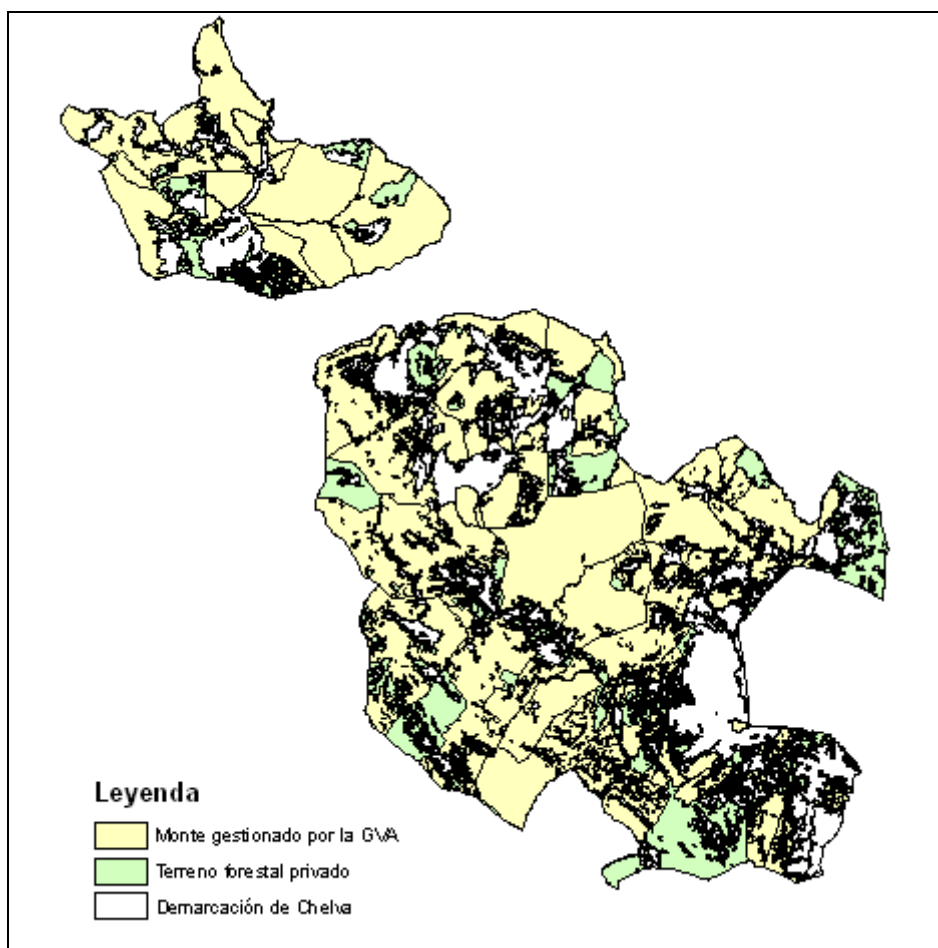 Leyenda
Monte gestionado por la GVA
Terreno forestal privado
Demarcación de Chelva